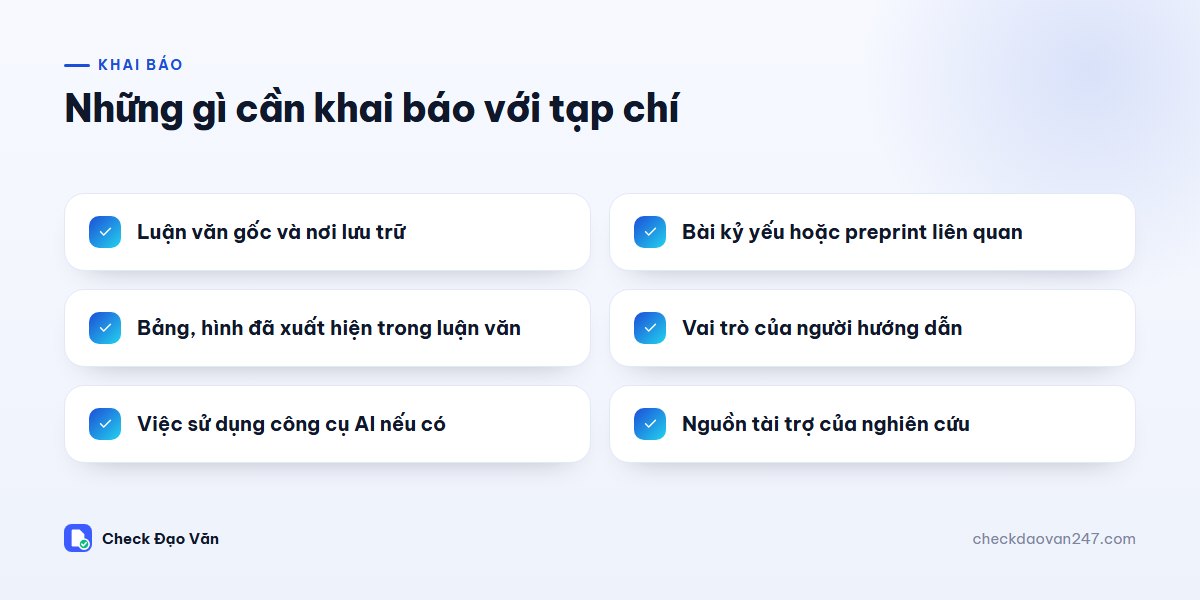 KHAI BÁO
Những gì cần khai báo với tạp chí
Luận văn gốc và nơi lưu trữ
Bài kỷ yếu hoặc preprint liên quan
Bảng, hình đã xuất hiện trong luận văn
Vai trò của người hướng dẫn
Việc sử dụng công cụ AI nếu có
Nguồn tài trợ của nghiên cứu
Check Đạo Văn
checkdaovan247.com